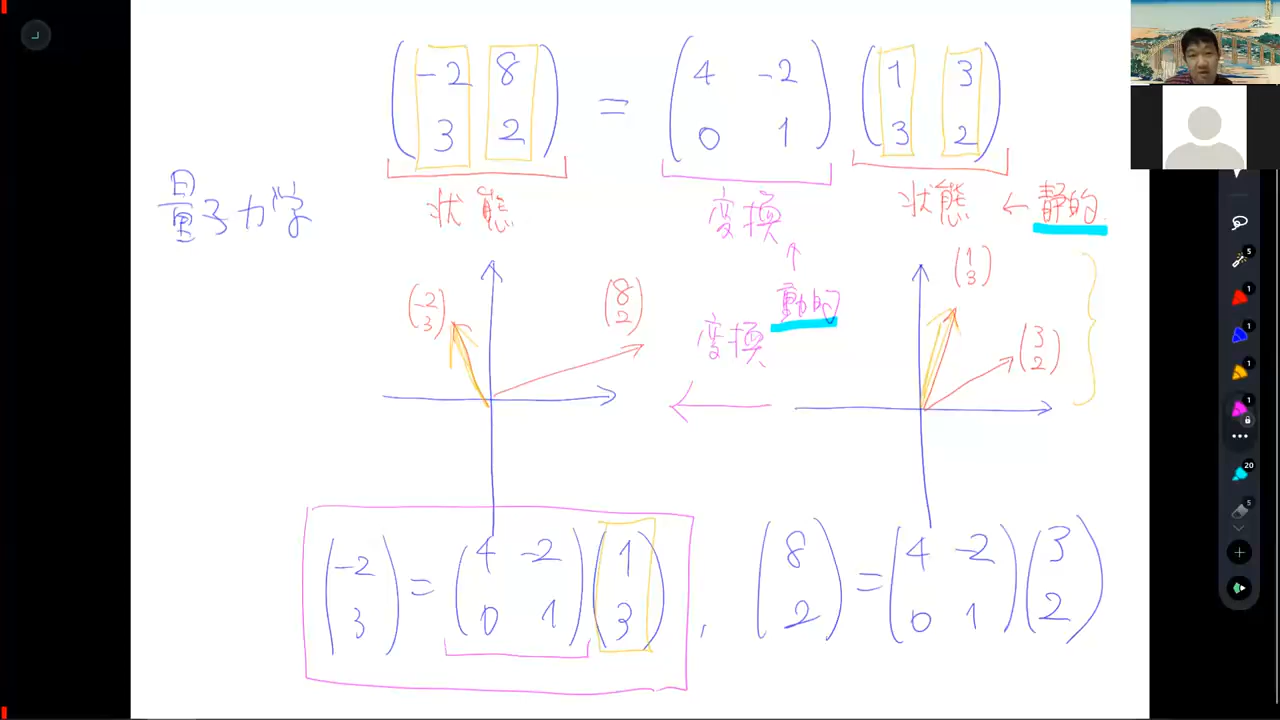 (-2 8) = (4 -2) (1 3)
(3 2) (0 1) (3 2)
状態 変換 状態 ← 静的
量子力学
(-2 3) (8 2) 変換 動的 (1 3) (3 2)
(-2) = (4 -2) (1) , (8) = (4 -2) (3)
(3) (0 1) (3) (2) (0 1) (2)